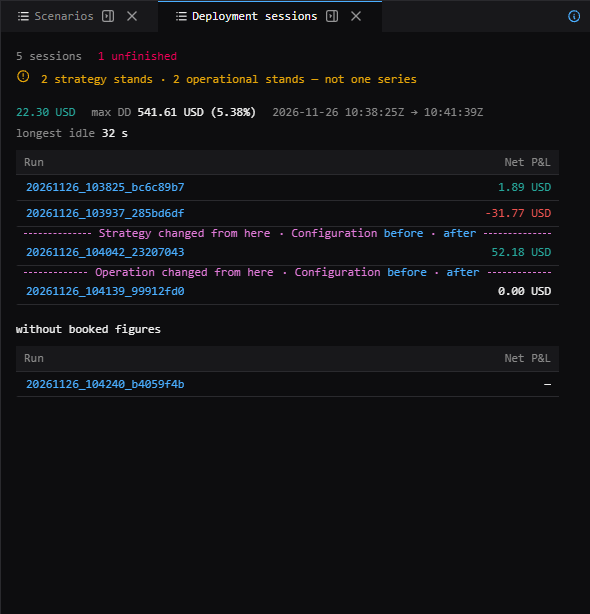 Scenarios
Deployment sessions
5 sessions 1 unfinished
2 strategy stands · 2 operational stands — not one series
22.30 USD max DD 541.61 USD (5.38%) 2026-11-26 10:38:25Z → 10:41:39Z
longest idle 32 s
Run Net P&L
20261126_103825_bc6c89b7 1.89 USD
20261126_103937_285bd6df -31.77 USD
Strategy changed from here · Configuration before · after
20261126_104042_23207043 52.18 USD
Operation changed from here · Configuration before · after
20261126_104139_99912fd0 0.00 USD
without booked figures
Run Net P&L
20261126_104240_b4059f4b —